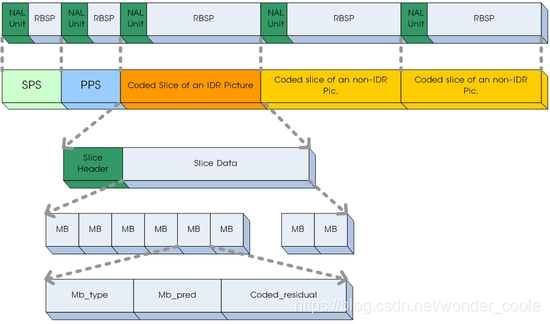 NAL
Unit
RBSP
NAL
Unit
RBSP
NAL
Unit
RBSP
NAL
Unit
RBSP
NAL
Unit
RBSP
SPS
PPS
Coded Slice of an IDR Picture
Coded slice of an non-IDR
Pic.
Coded slice of an non-IDR
Pic.
Slice
Header
Slice Data
MB
MB
MB
MB
MB
MB
MB
MB
Mb_type
Mb_pred
Coded_residual
https://blog.csdn.net/wonder_coole